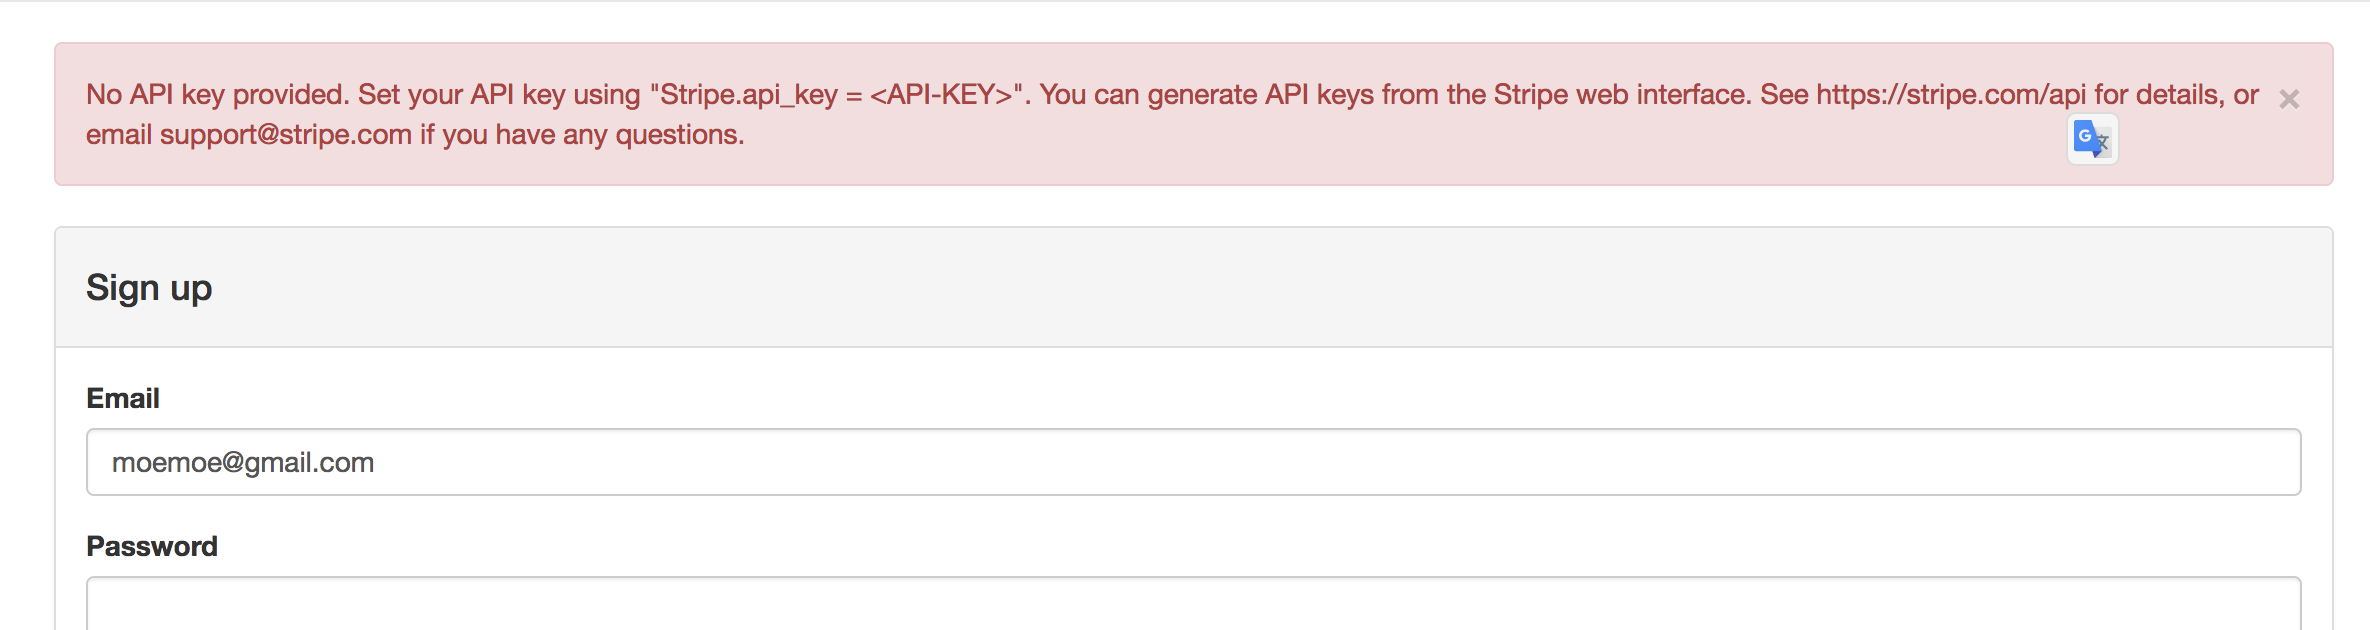 No API key provided. Set your API key using "Stripe.api_key = <API-KEY>". You can generate API keys from the Stripe web interface. See https://stripe.com/api for details, or ×
email support@stripe.com if you have any questions.
G文
Sign up
Email
moemoe@gmail.com
Password